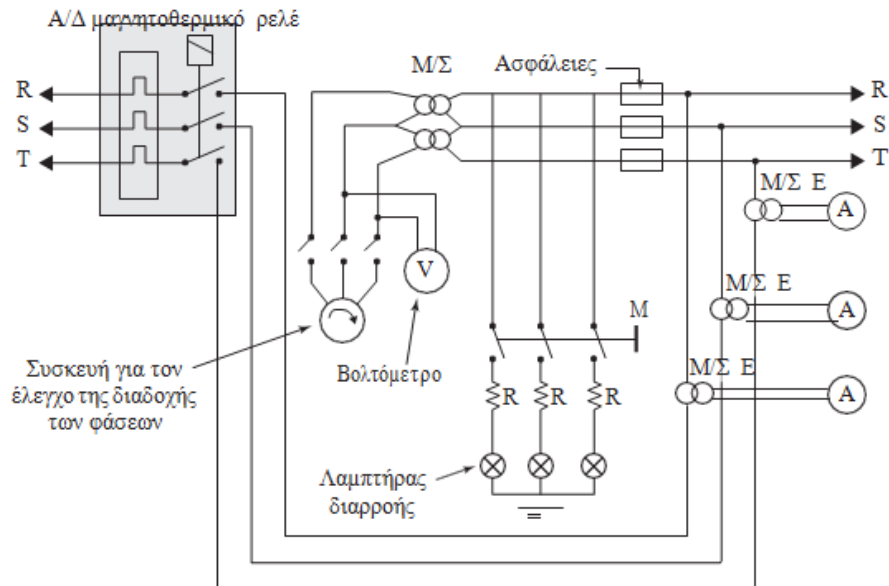 Α/Δ μαγνητοθερμικό ρελέ
Μ/Σ
Ασφάλειες
R
S
T
R
S
T
Μ/Σ Ε
A
Μ/Σ Ε
A
Μ/Σ Ε
A
V
M
R
R
R
Βολτόμετρο
Συσκευή για τον
έλεγχο της διαδοχής
των φάσεων
Λαμπτήρας
διαρροής